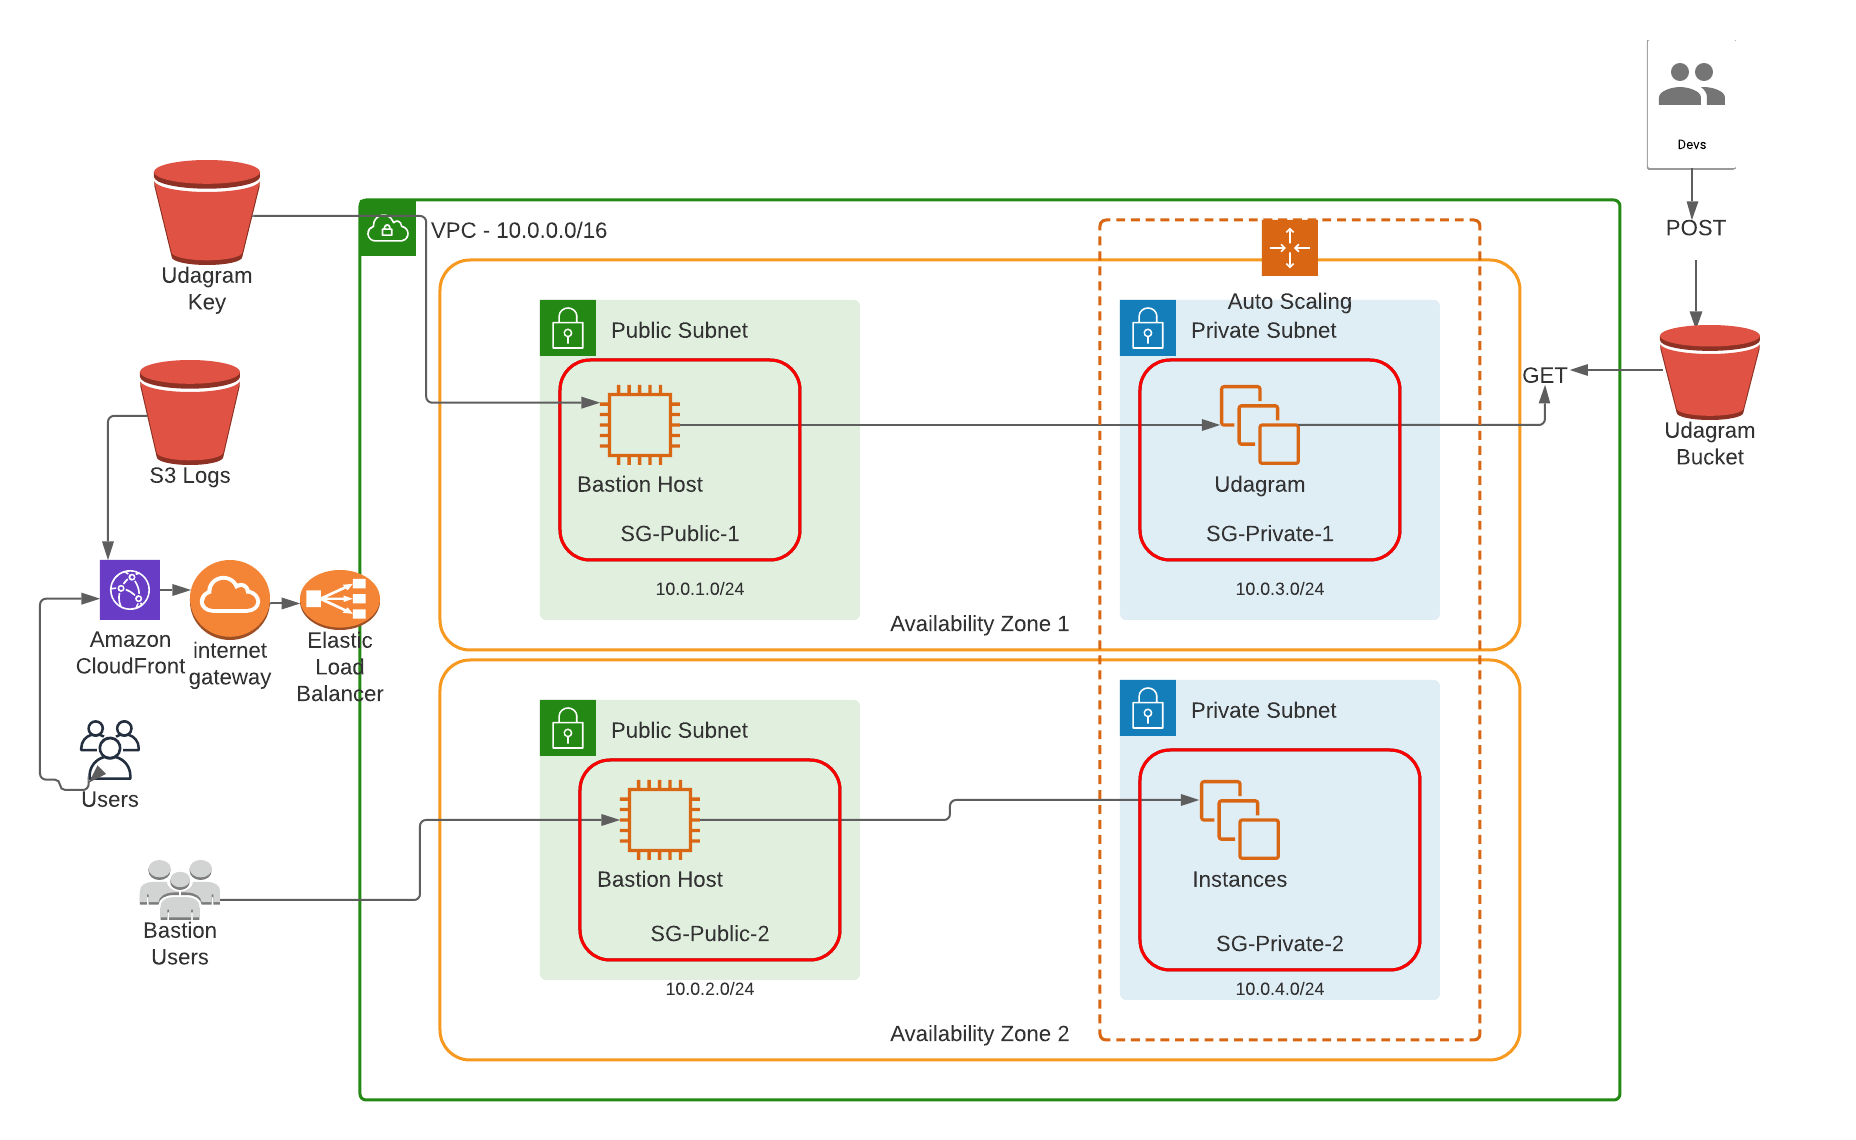 Devs
POST
Udagram
Key
VPC - 10.0.0.0/16
Auto Scaling
Public Subnet
Private Subnet
GET
Udagram
Bucket
S3 Logs
Bastion Host
Udagram
SG-Public-1
SG-Private-1
10.0.1.0/24
10.0.3.0/24
Availability Zone 1
Amazon
CloudFront
internet
gateway
Elastic
Load
Balancer
Public Subnet
Private Subnet
Users
Bastion Host
Instances
SG-Public-2
SG-Private-2
Bastion
Users
10.0.2.0/24
10.0.4.0/24
Availability Zone 2